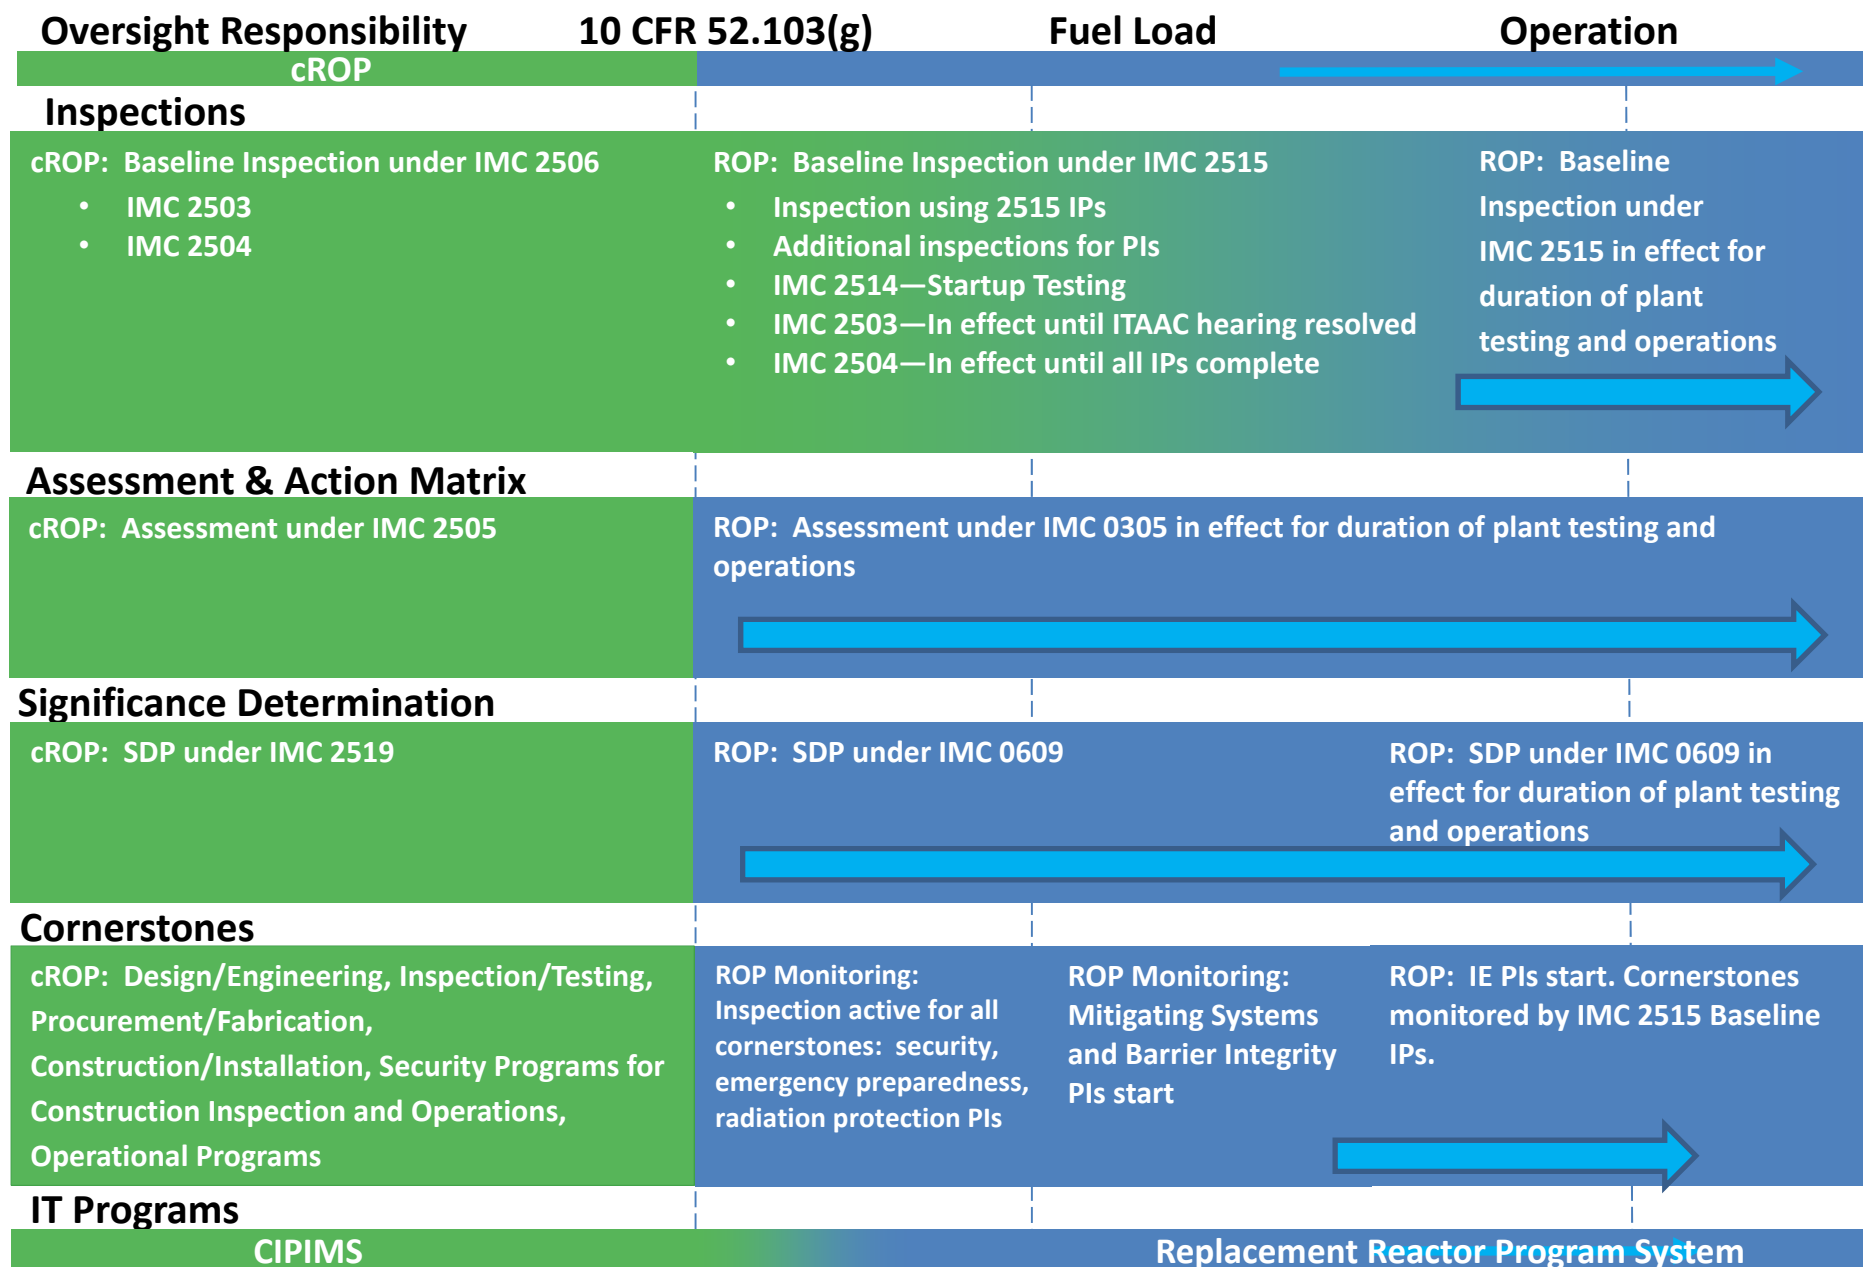 Oversight Responsibility
10 CFR 52.103(g)
Fuel Load
Operation
cROP
Inspections
cROP: Baseline Inspection under IMC 2506
• IMC 2503
• IMC 2504
ROP: Baseline Inspection under IMC 2515
• Inspection using 2515 IPs
• Additional inspections for PIs
• IMC 2514—Startup Testing
• IMC 2503—In effect until ITAAC hearing resolved
• IMC 2504—In effect until all IPs complete
ROP: Baseline
Inspection under
IMC 2515 in effect for
duration of plant
testing and operations
Assessment & Action Matrix
cROP: Assessment under IMC 2505
ROP: Assessment under IMC 0305 in effect for duration of plant testing and
operations
Significance Determination
cROP: SDP under IMC 2519
ROP: SDP under IMC 0609
ROP: SDP under IMC 0609 in
effect for duration of plant testing
and operations
Cornerstones
cROP: Design/Engineering, Inspection/Testing,
Procurement/Fabrication,
Construction/Installation, Security Programs for
Construction Inspection and Operations,
Operational Programs
ROP Monitoring:
Inspection active for all
cornerstones: security,
emergency preparedness,
radiation protection PIs
ROP Monitoring:
Mitigating Systems
and Barrier Integrity
PIs start
ROP: IE PIs start. Cornerstones
monitored by IMC 2515 Baseline
IPs.
IT Programs
CIPIMS
Replacement Reactor Program System